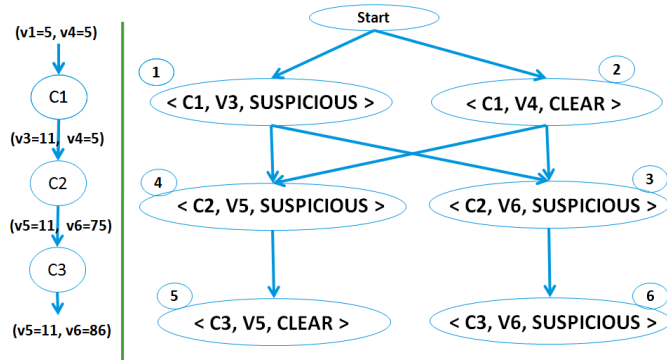 (v1=5, v4=5)
C1
(v3=11, v4=5)
C2
(v5=11, v6=75)
C3
(v5=11, v6=86)
Start
1
< C1, V3, SUSPICIOUS >
2
< C1, V4, CLEAR >
4
< C2, V5, SUSPICIOUS >
3
< C2, V6, SUSPICIOUS >
5
< C3, V5, CLEAR >
6
< C3, V6, SUSPICIOUS >